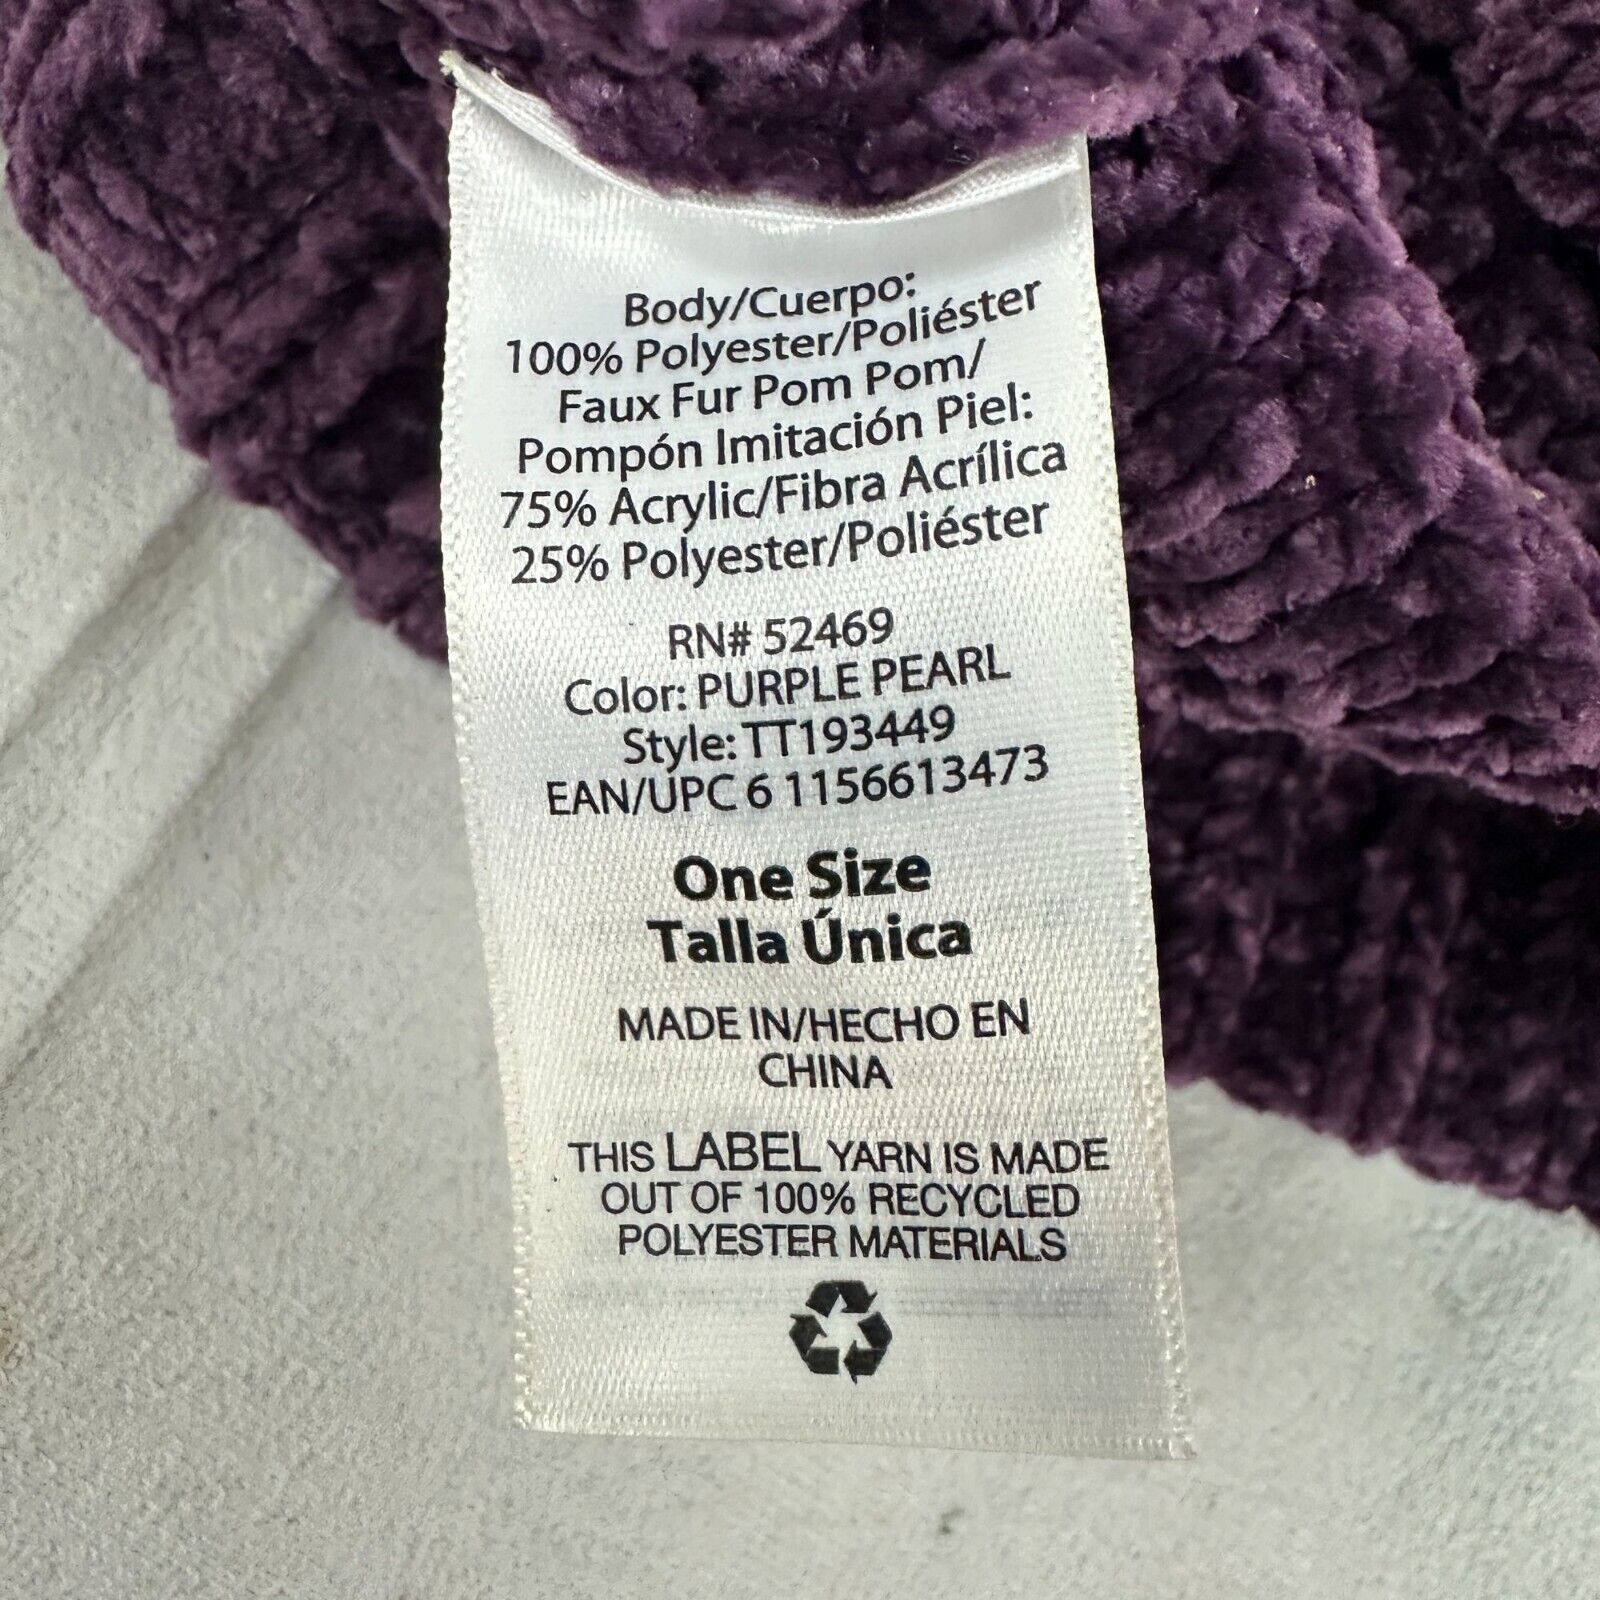 Body/Cuerpo:
100% Polyester/Poliéster
Faux Fur Pom Pom/
Pompón Imitación Piel:
75% Acrylic/Fibra Acrílica
25% Polyester/Poliéster
RN# 52469
Color: PURPLE PEARL
Style: TT193449
EAN/UPC 6 1156613473
One Size
Talla Única
MADE IN/HECHO EN
CHINA
THIS LABEL YARN IS MADE
OUT OF 100% RECYCLED
POLYESTER MATERIALS